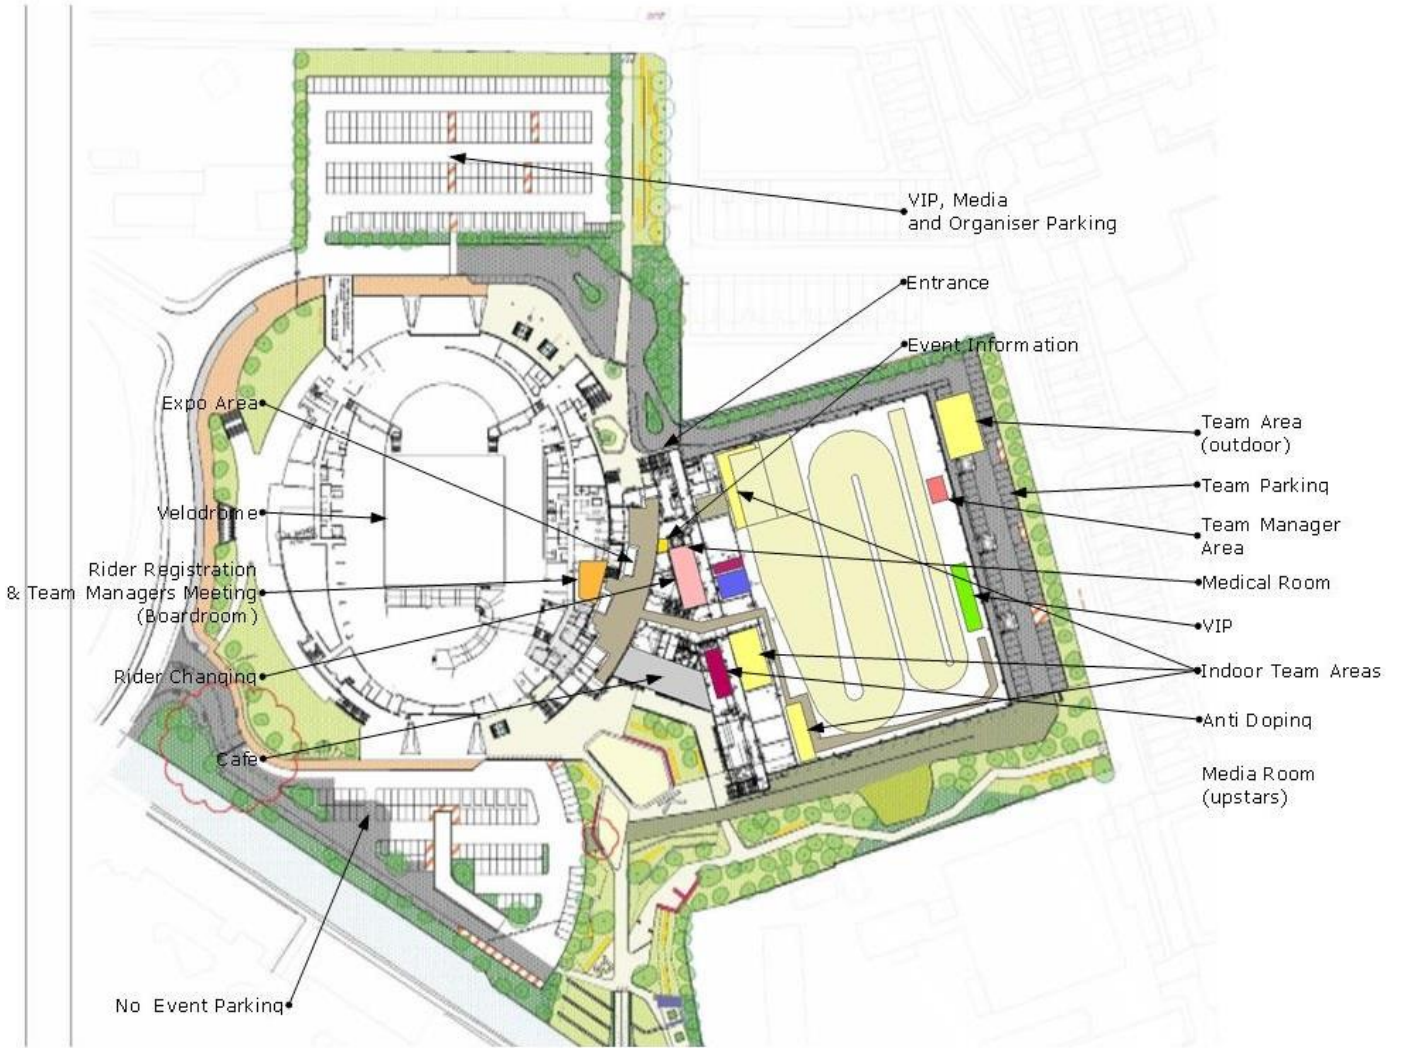 VIP, Media
and Organiser Parking
Entrance
Event Information
Expo Area
Team Area
(outdoor)
Team Parking
Velodrome
Team Manager
Area
Rider Registration
& Team Managers Meeting
(Boardroom)
Medical Room
VIP
Rider Changing
Indoor Team Areas
Anti Doping
Cafe
Media Room
(upstars)
No Event Parking